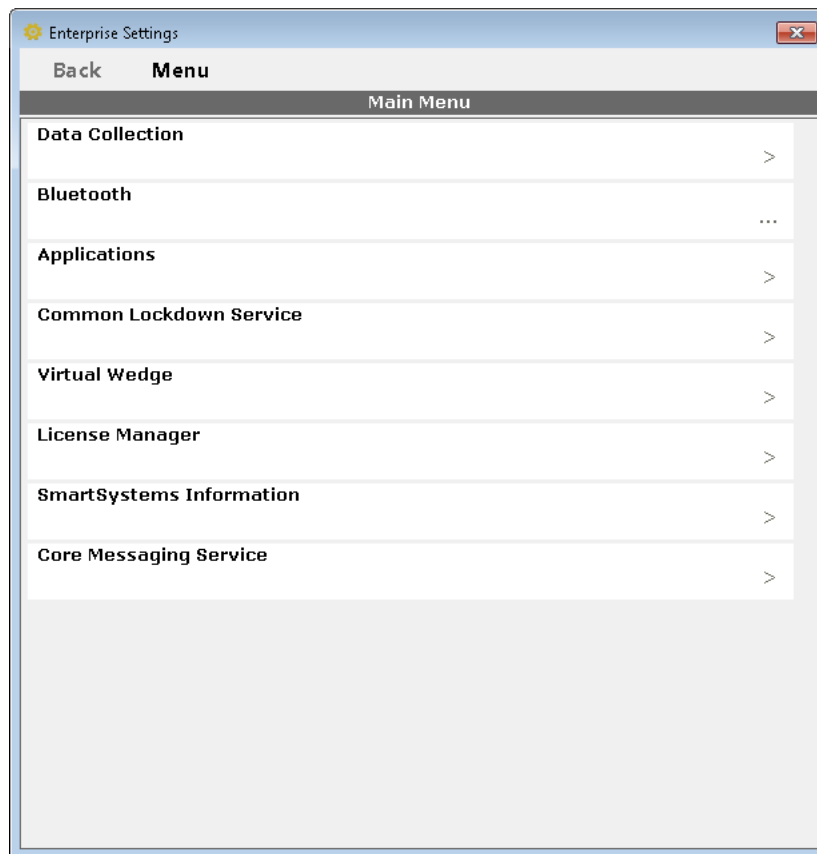 Enterprise Settings
Back Menu
Main Menu
Data Collection
>
Bluetooth
...
Applications
>
Common Lockdown Service
>
Virtual Wedge
>
License Manager
>
SmartSystems Information
>
Core Messaging Service
>